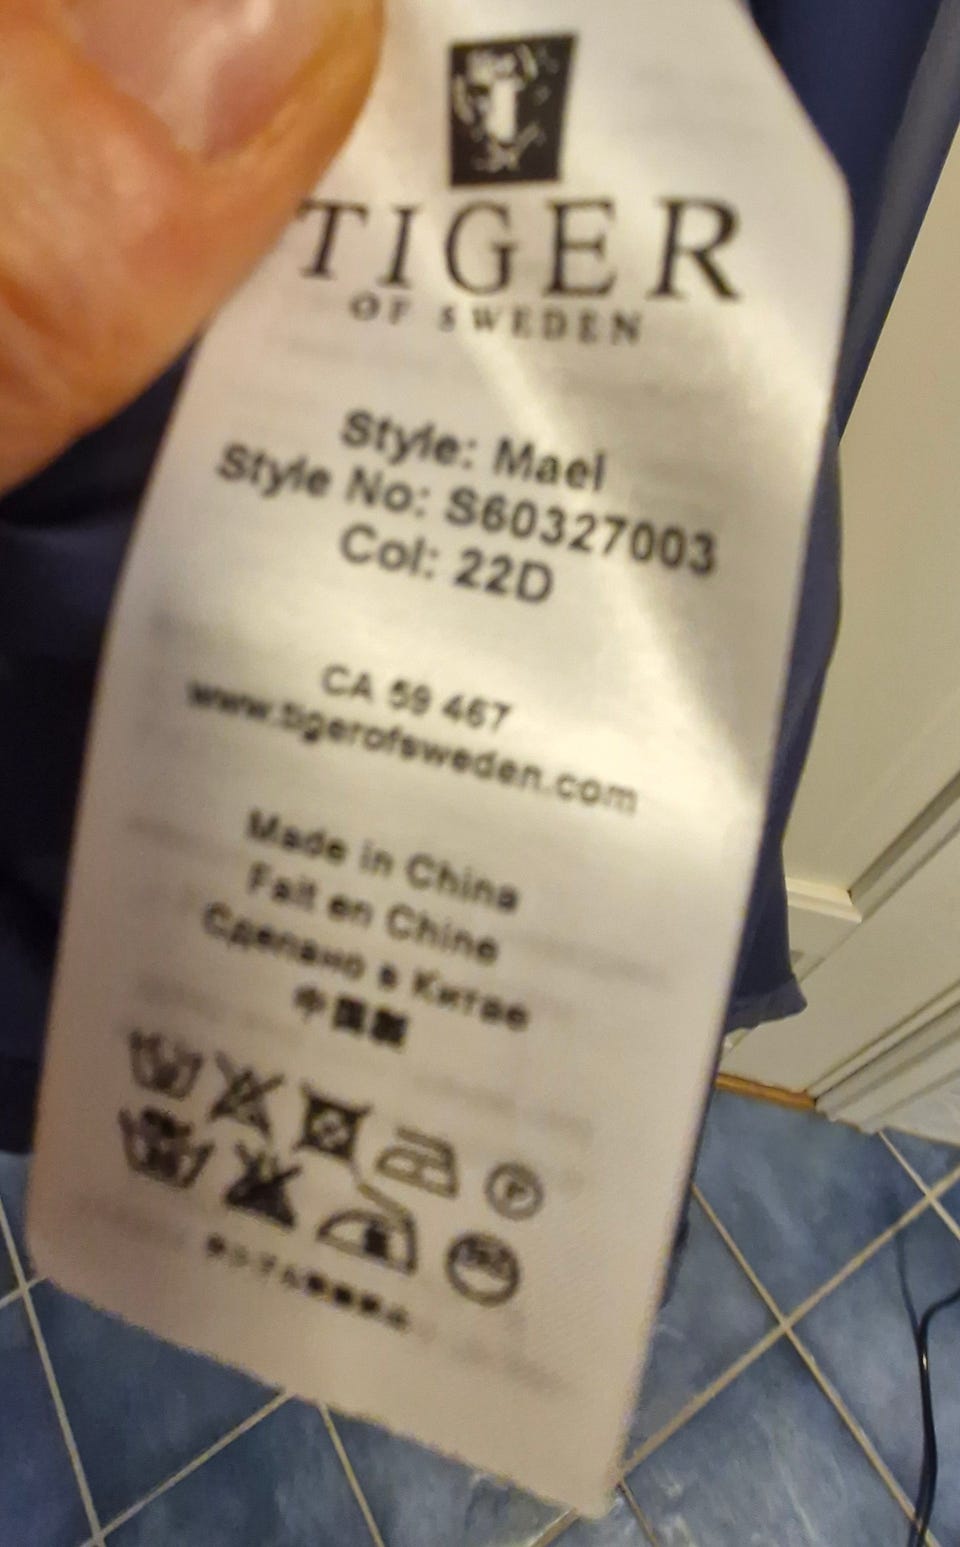 TIGER
OF SWEDEN
Style: Mael
Style No: S60327003
Col: 22D
CA 59 467
www.tigerofsweden.com
Made in China
Fait en Chine
Сделано в Китае
中国製
P